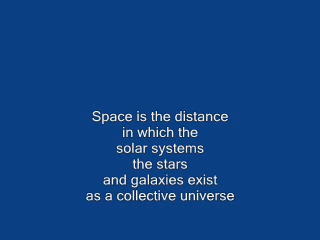 Space is the distance
in which the
solar systems
the stars
and galaxies exist
as a collective universe